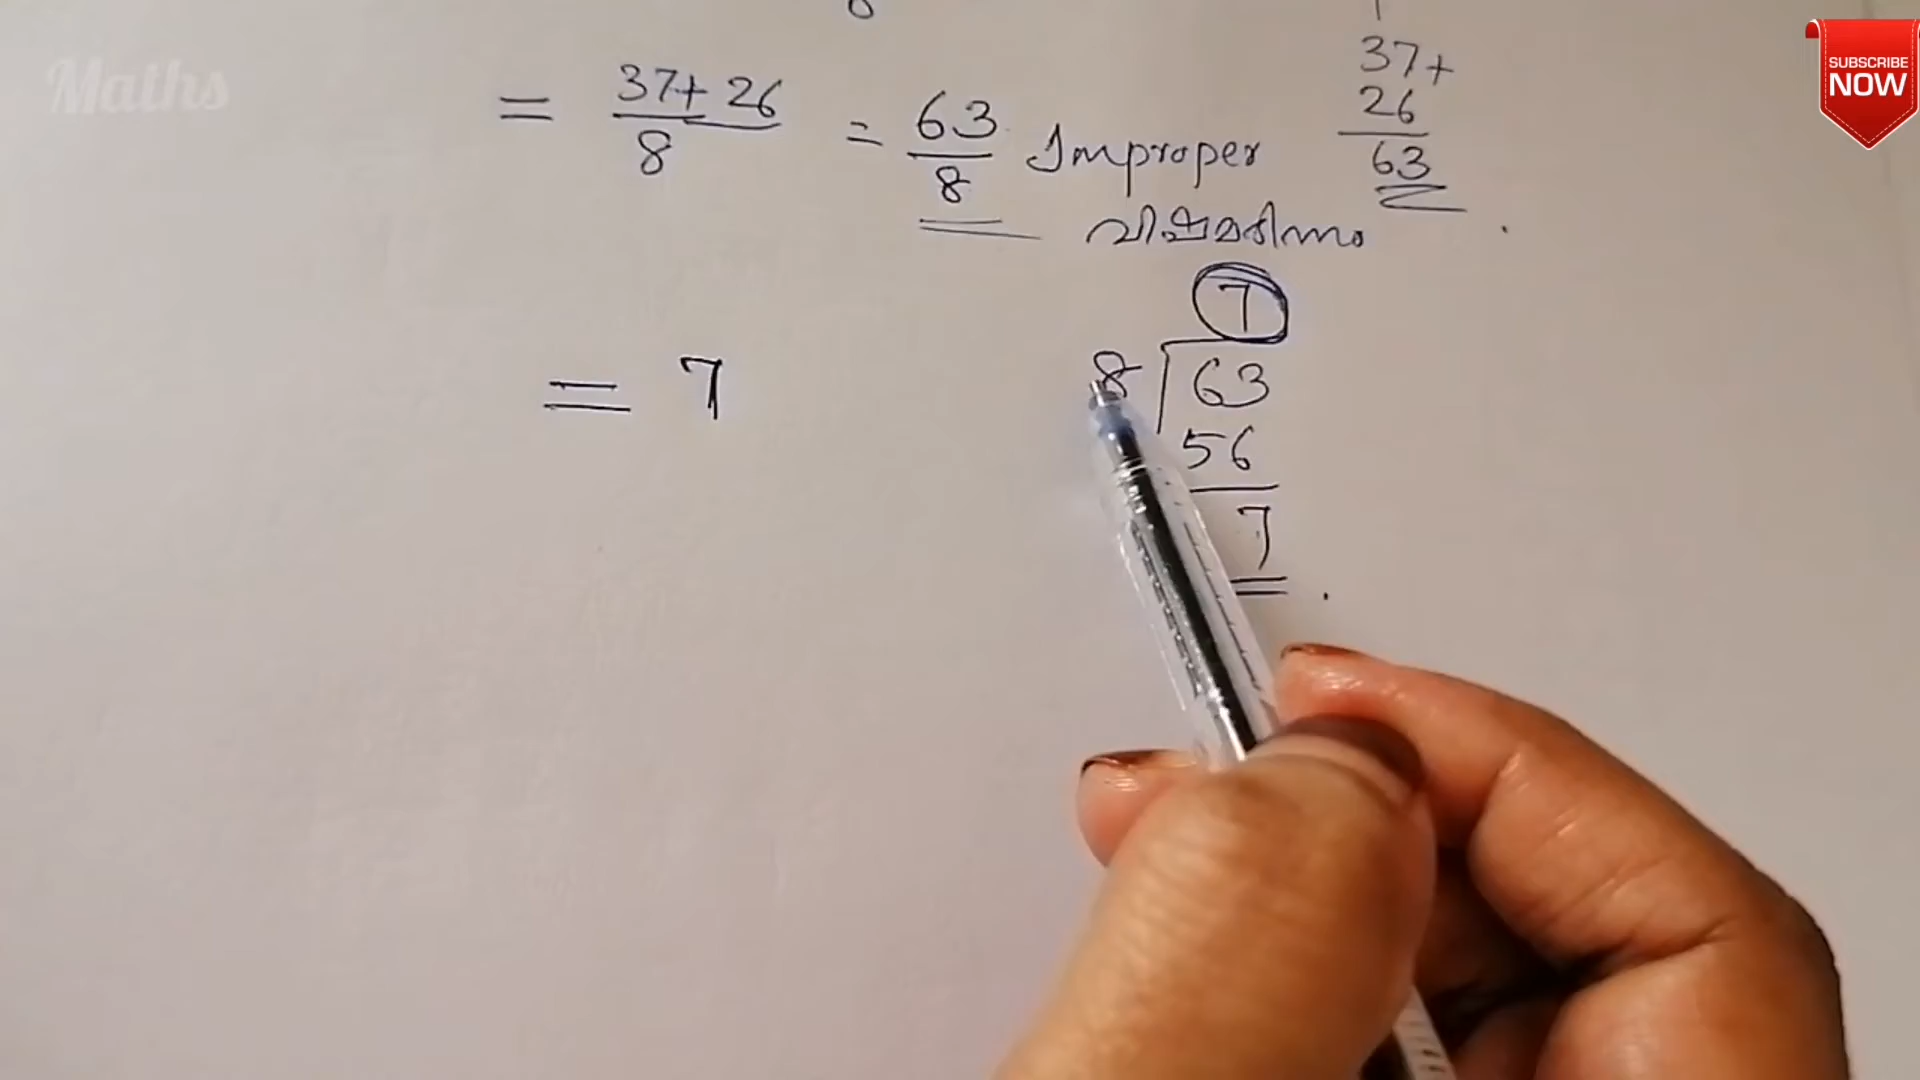 Maths
SUBSCRIBE
NOW
37+
26
63
= 37+26/8 = 63/8 Improper
വിഷമഭിന്നം
7
= 7
8 63
56
7